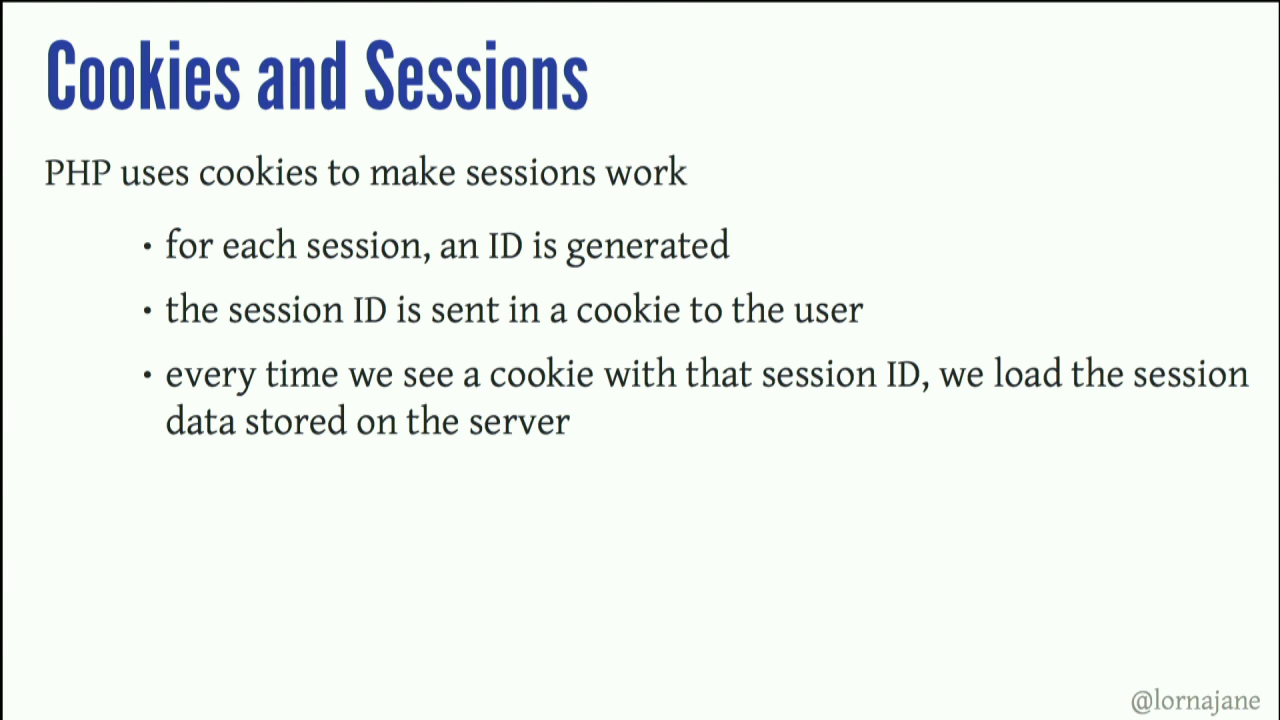 Cookies and Sessions
PHP uses cookies to make sessions work
• for each session, an ID is generated
• the session ID is sent in a cookie to the user
• every time we see a cookie with that session ID, we load the session
data stored on the server
@lornajane